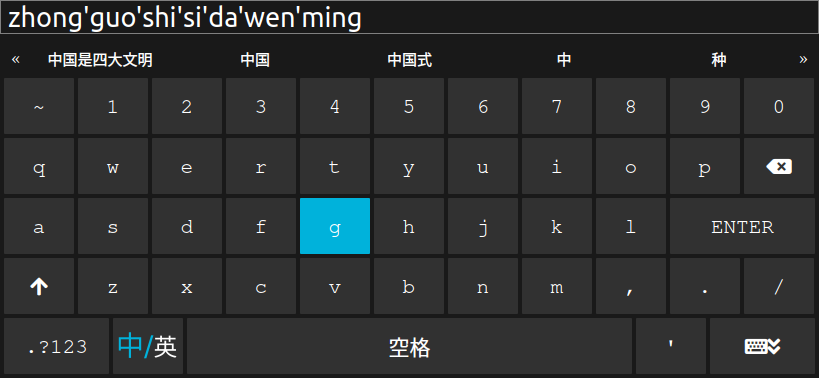 zhong'guo'shi'si'da'wen'ming
« 中国是四大文明 中国 中国式 中 种 »
~ 1 2 3 4 5 6 7 8 9 0
q w e r t y u i o p
a s d f g h j k l ENTER
z x c v b n m , . /
.?123 中/英 空格 '